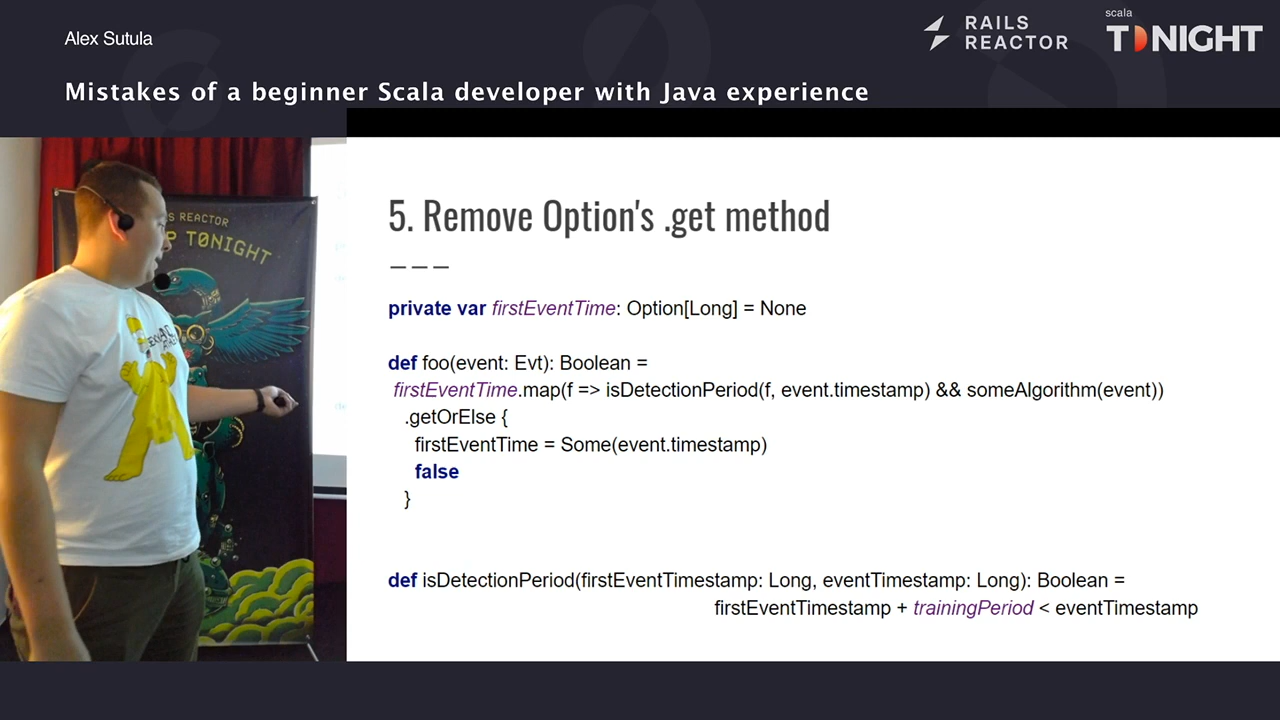 Alex Sutula
RAILS
REACTOR
scala
TONIGHT
Mistakes of a beginner Scala developer with Java experience
S REACTOR
P TONIGHT
5. Remove Option's .get method
private var firstEventTime: Option[Long] = None
def foo(event: Evt): Boolean =
firstEventTime.map(f => isDetectionPeriod(f, event.timestamp) && someAlgorithm(event))
.getOrElse {
firstEventTime = Some(event.timestamp)
false
}
def isDetectionPeriod(firstEventTimestamp: Long, eventTimestamp: Long): Boolean =
firstEventTimestamp + trainingPeriod < eventTimestamp